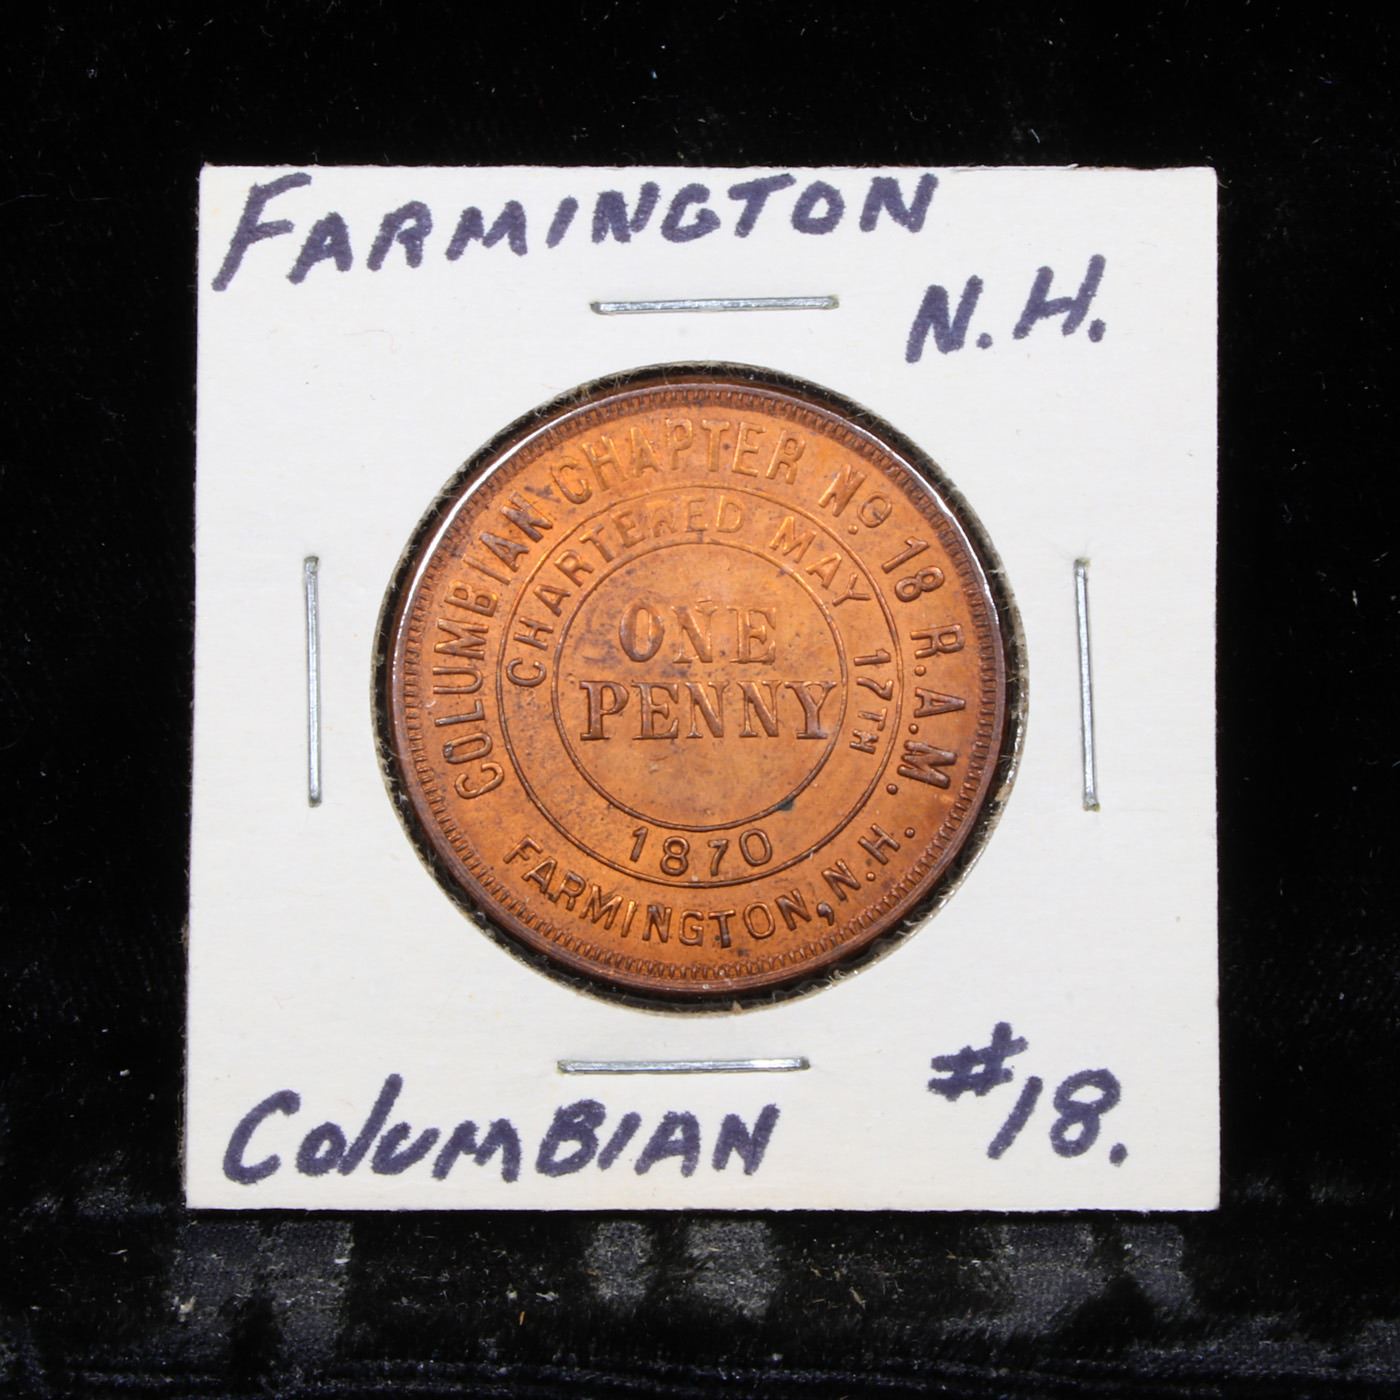 FARMINGTON
N.H.
COLUMBIAN CHAPTER No 18 R.A.M.
CHARTERED MAY 17TH
ONE
PENNY
1870
FARMINGTON, N.H.
COlUMBIAN
#18.